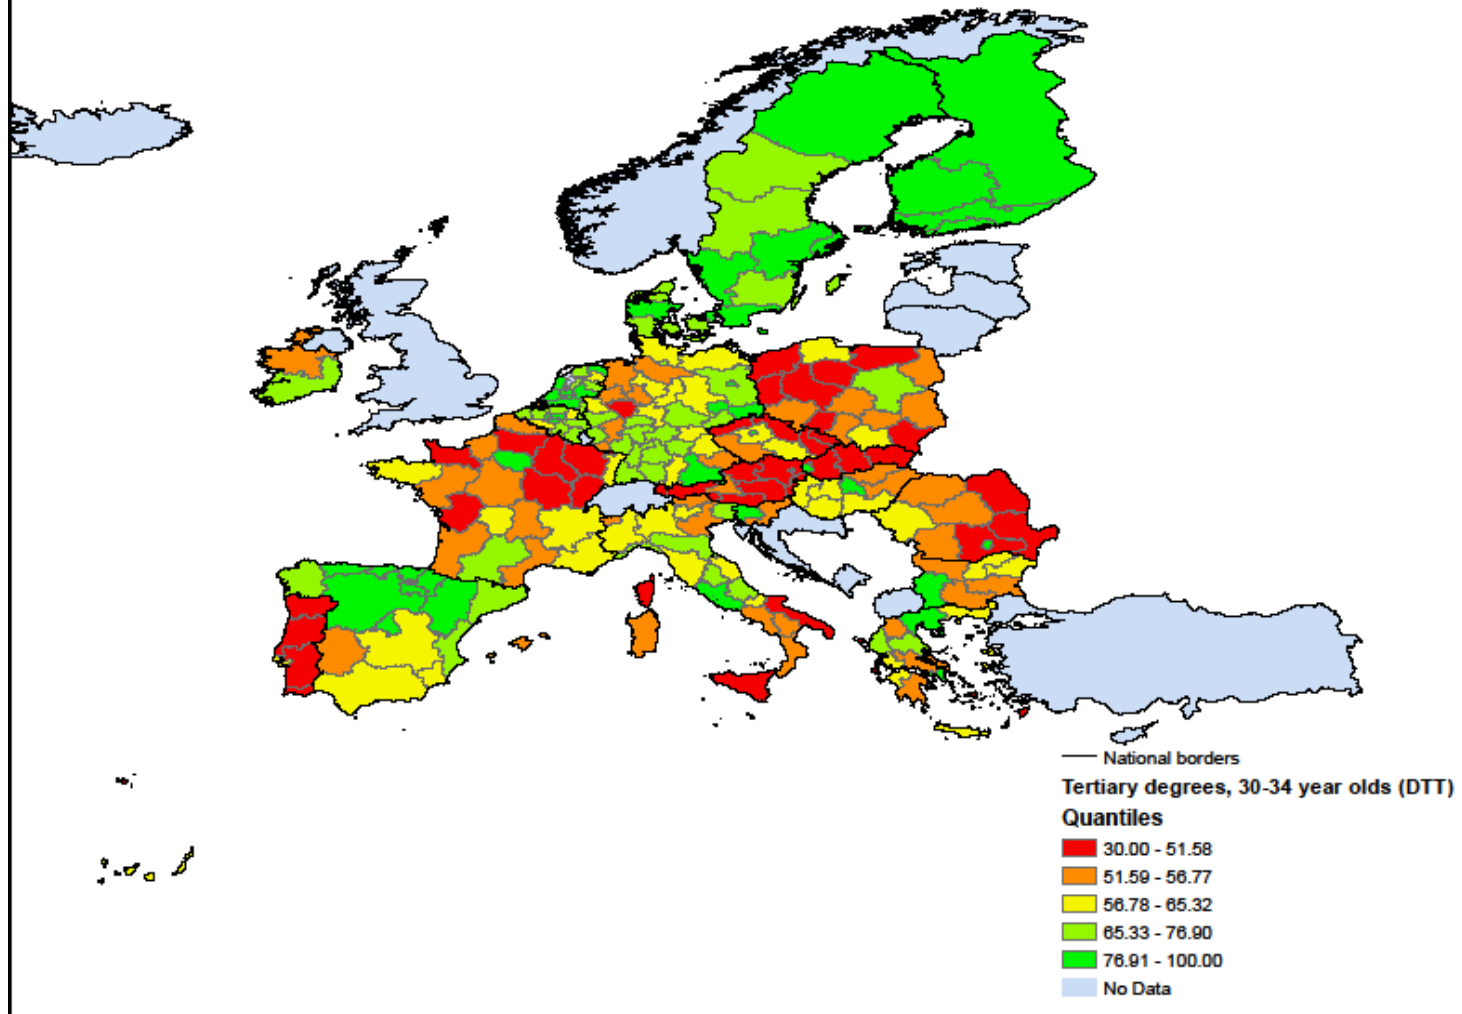 National borders
Tertiary degrees, 30-34 year olds (DTT)
Quantiles
30.00 - 51.58
51.59 - 56.77
56.78 - 65.32
65.33 - 76.90
76.91 - 100.00
No Data